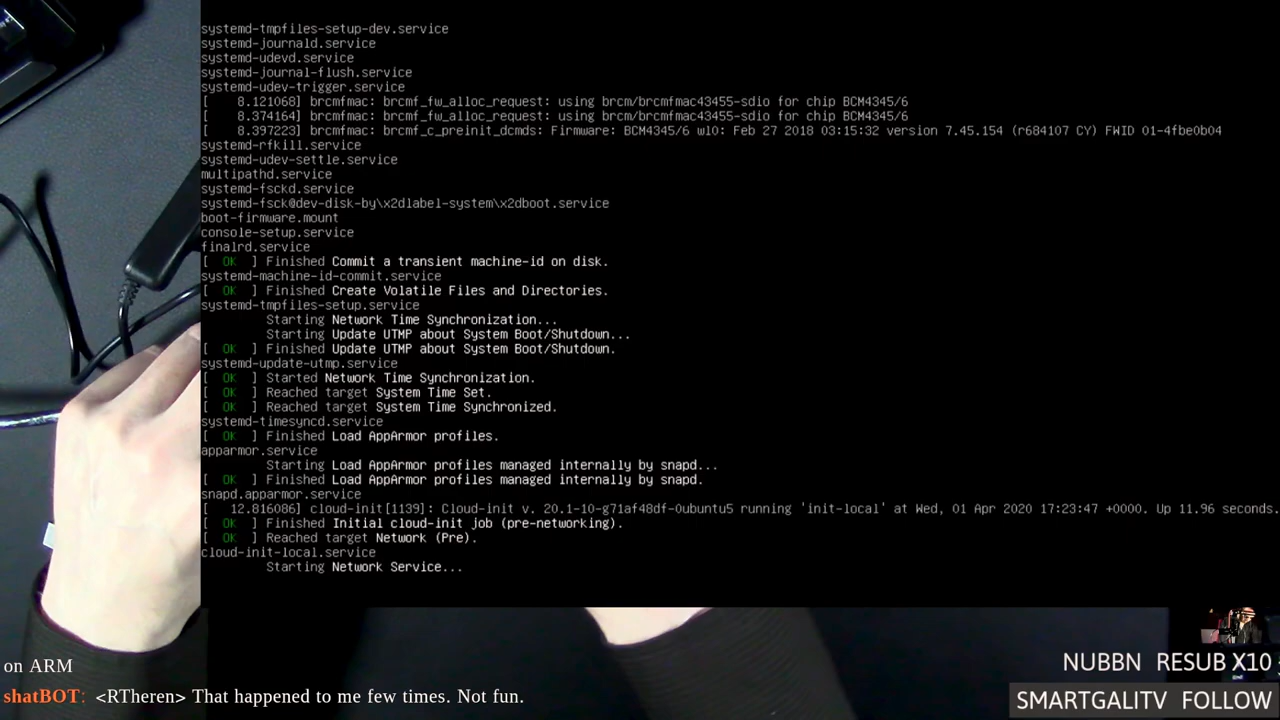 systemd-tmpfiles-setup-dev.service
systemd-journald.service
systemd-udevd.service
systemd-journal-flush.service
systemd-udev-trigger.service
[    8.121068] brcmfmac: brcmf_fw_alloc_request: using brcm/brcmfmac43455-sdio for chip BCM4345/6
[    8.374164] brcmfmac: brcmf_fw_alloc_request: using brcm/brcmfmac43455-sdio for chip BCM4345/6
[    8.397223] brcmfmac: brcmf_c_preinit_dcmds: Firmware: BCM4345/6 wl0: Feb 27 2018 03:15:32 version 7.45.154 (r684107 CY) FWID 01-4fbe0b04
systemd-rfkill.service
systemd-udev-settle.service
multipathd.service
systemd-fsckd.service
systemd-fsck@dev-disk-by\x2dlabel-system\x2dboot.service
boot-firmware.mount
console-setup.service
finalrd.service
[  OK  ] Finished Commit a transient machine-id on disk.
systemd-machine-id-commit.service
[  OK  ] Finished Create Volatile Files and Directories.
systemd-tmpfiles-setup.service
Starting Network Time Synchronization...
Starting Update UTMP about System Boot/Shutdown...
[  OK  ] Finished Update UTMP about System Boot/Shutdown.
systemd-update-utmp.service
[  OK  ] Started Network Time Synchronization.
[  OK  ] Reached target System Time Set.
[  OK  ] Reached target System Time Synchronized.
systemd-timesyncd.service
[  OK  ] Finished Load AppArmor profiles.
apparmor.service
Starting Load AppArmor profiles managed internally by snapd...
[  OK  ] Finished Load AppArmor profiles managed internally by snapd.
snapd.apparmor.service
[   12.816086] cloud-init[1139]: Cloud-init v. 20.1-10-g71af48df-0ubuntu5 running 'init-local' at Wed, 01 Apr 2020 17:23:47 +0000. Up 11.96 seconds.
[  OK  ] Finished Initial cloud-init job (pre-networking).
[  OK  ] Reached target Network (Pre).
cloud-init-local.service
Starting Network Service...
on ARM
shatBOT: <RTheren> That happened to me few times. Not fun.
NUBBN RESUB X10
SMARTGALITV FOLLOW